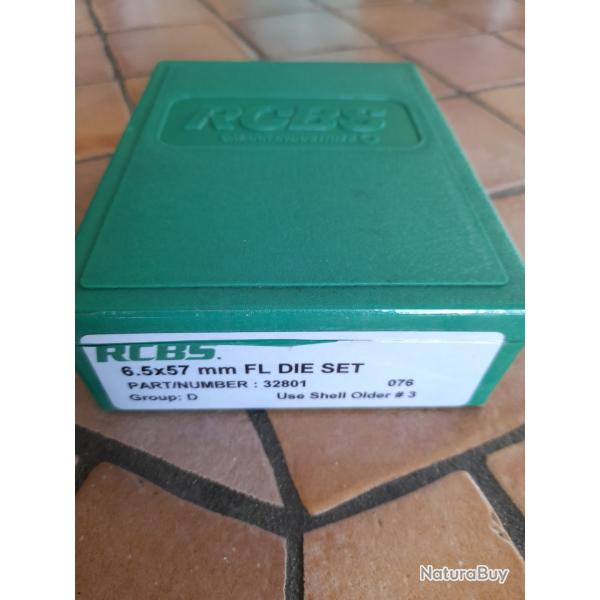 RCBS
RCBS.
6.5x57 mm FL DIE SET
PART/NUMBER : 32801 076
Group: D Use Shell Older # 3
NaturaBuy